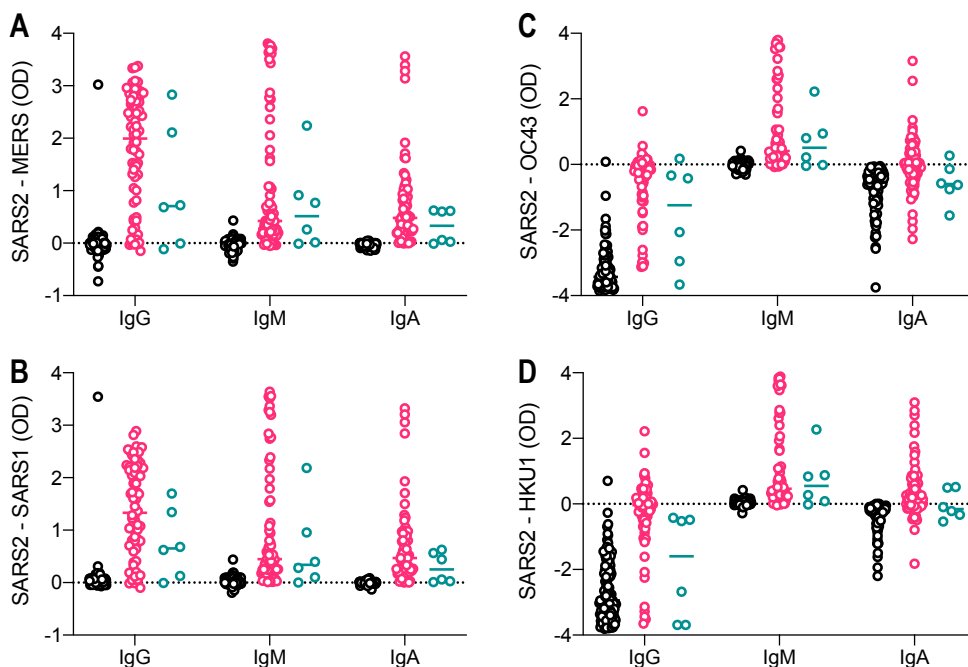 A
SARS2 - MERS (OD)
4
3
2
1
0
-1
IgG IgM IgA
C
SARS2 - OC43 (OD)
4
2
0
-2
-4
IgG IgM IgA
B
SARS2 - SARS1 (OD)
4
3
2
1
0
-1
IgG IgM IgA
D
SARS2 - HKU1 (OD)
4
2
0
-2
-4
IgG IgM IgA